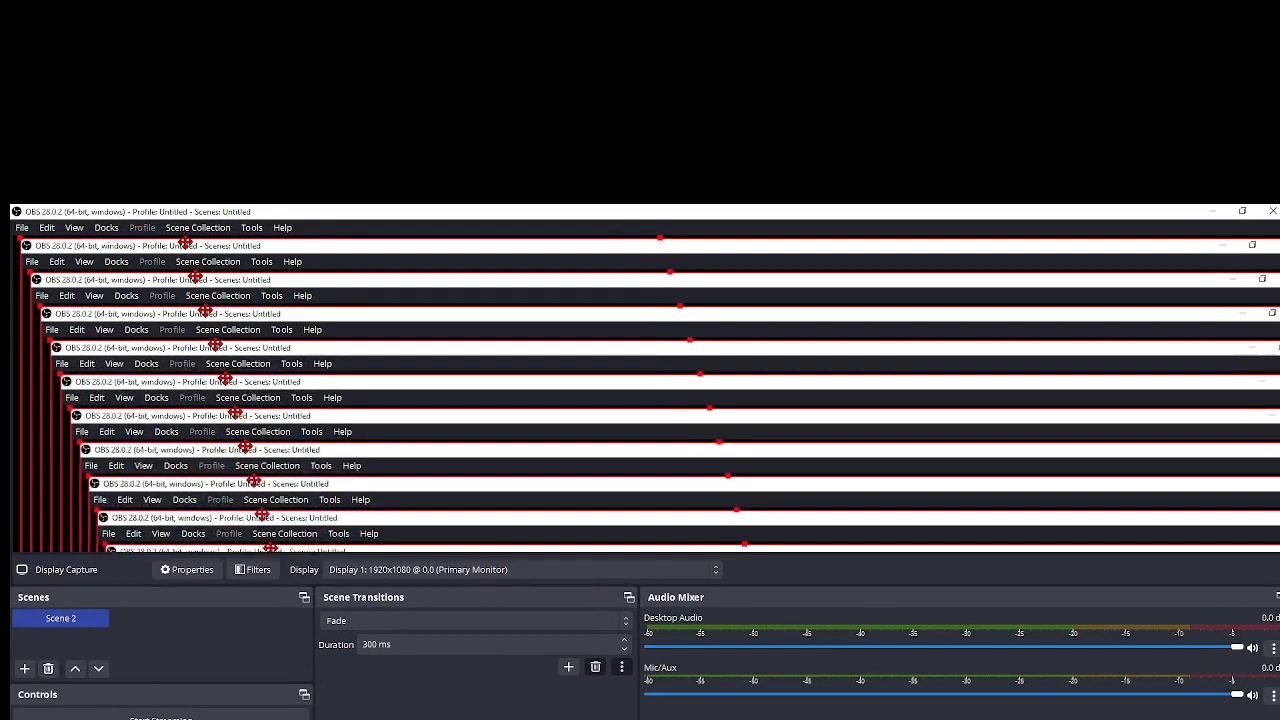 OBS 28.0.2 (64-bit, windows) - Profile: Untitled - Scenes: Untitled
File Edit View Docks Profile Scene Collection Tools Help
OBS 28.0.2 (64-bit, windows) - Profile: Untitled - Scenes: Untitled
File Edit View Docks Profile Scene Collection Tools Help
OBS 28.0.2 (64-bit, windows) - Profile: Untitled - Scenes: Untitled
File Edit View Docks Profile Scene Collection Tools Help
OBS 28.0.2 (64-bit, windows) - Profile: Untitled - Scenes: Untitled
File Edit View Docks Profile Scene Collection Tools Help
OBS 28.0.2 (64-bit, windows) - Profile: Untitled - Scenes: Untitled
File Edit View Docks Profile Scene Collection Tools Help
OBS 28.0.2 (64-bit, windows) - Profile: Untitled - Scenes: Untitled
File Edit View Docks Profile Scene Collection Tools Help
OBS 28.0.2 (64-bit, windows) - Profile: Untitled - Scenes: Untitled
File Edit View Docks Profile Scene Collection Tools Help
OBS 28.0.2 (64-bit, windows) - Profile: Untitled - Scenes: Untitled
File Edit View Docks Profile Scene Collection Tools Help
OBS 28.0.2 (64-bit, windows) - Profile: Untitled - Scenes: Untitled
File Edit View Docks Profile Scene Collection Tools Help
OBS 28.0.2 (64-bit, windows) - Profile: Untitled - Scenes: Untitled
File Edit View Docks Profile Scene Collection Tools Help
Display Capture Properties Filters Display Display 1: 1920x1080 @ 0.0 (Primary Monitor)
Scenes Scene Transitions Audio Mixer
Scene 2 Fade Desktop Audio 0.0 d
Duration 300 ms
Mic/Aux 0.0 d
Controls